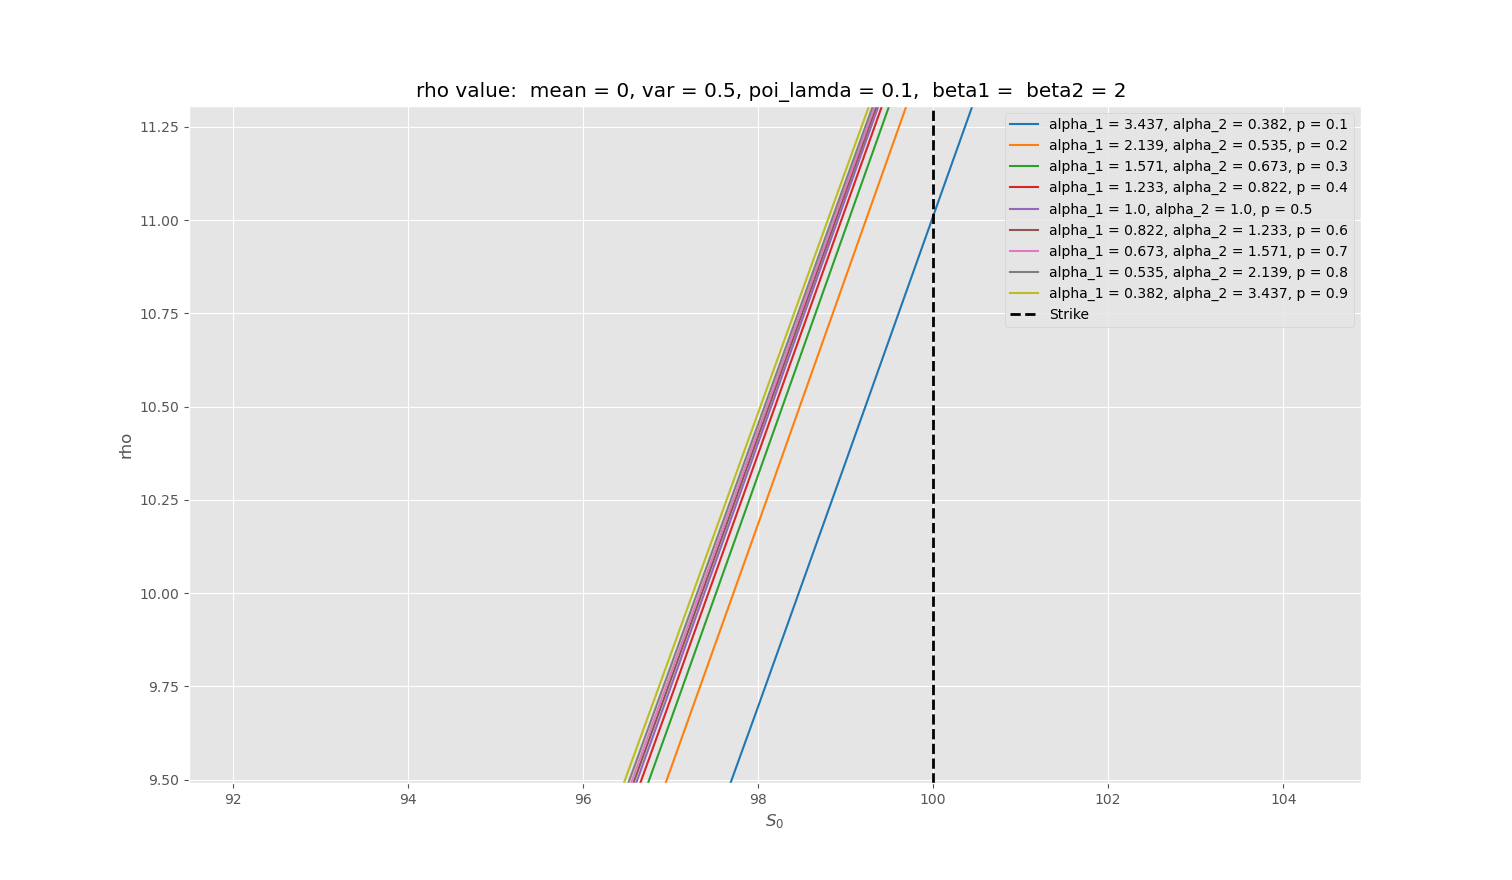 rho value:  mean = 0, var = 0.5, poi_lamda = 0.1,  beta1 =  beta2 = 2
11.25
11.00
10.75
10.50
10.25
10.00
9.75
9.50
rho
alpha_1 = 3.437, alpha_2 = 0.382, p = 0.1
alpha_1 = 2.139, alpha_2 = 0.535, p = 0.2
alpha_1 = 1.571, alpha_2 = 0.673, p = 0.3
alpha_1 = 1.233, alpha_2 = 0.822, p = 0.4
alpha_1 = 1.0, alpha_2 = 1.0, p = 0.5
alpha_1 = 0.822, alpha_2 = 1.233, p = 0.6
alpha_1 = 0.673, alpha_2 = 1.571, p = 0.7
alpha_1 = 0.535, alpha_2 = 2.139, p = 0.8
alpha_1 = 0.382, alpha_2 = 3.437, p = 0.9
Strike
92 94 96 98 100 102 104
S₀